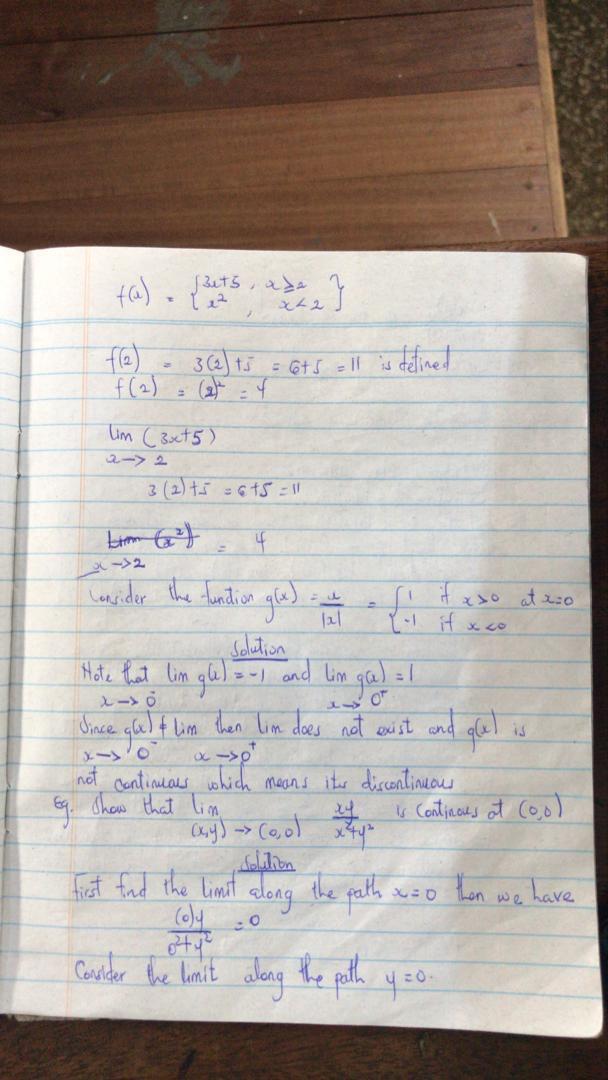 f(x) = { 3x+5 , x ≥ 2
x² , x < 2 }
f(2) = 3(2)+5 = 6+5 = 11 is defined
f(2) = (2)² = 4
lim (3x+5)
x -> 2
3(2)+5 = 6+5 = 11
Lim (x²) = 4
x -> 2
Consider the function g(x) = x/|x| = { 1 if x>0 at x=0
-1 if x<0
Solution
Note that lim g(x) = -1 and lim g(x) = 1
x -> 0⁻ x -> 0⁺
Since g(x) ≠ lim then lim does not exist and g(x) is
x -> 0⁻ x -> 0⁺
not continuous which means its discontinuous
Eg. Show that lim xy/x²+y² is continous at (0,0)
(x,y) -> (0,0)
Solution
First find the limit along the path x=0 then we have
(0)y/0²+y² = 0
Consider the limit along the path y=0.